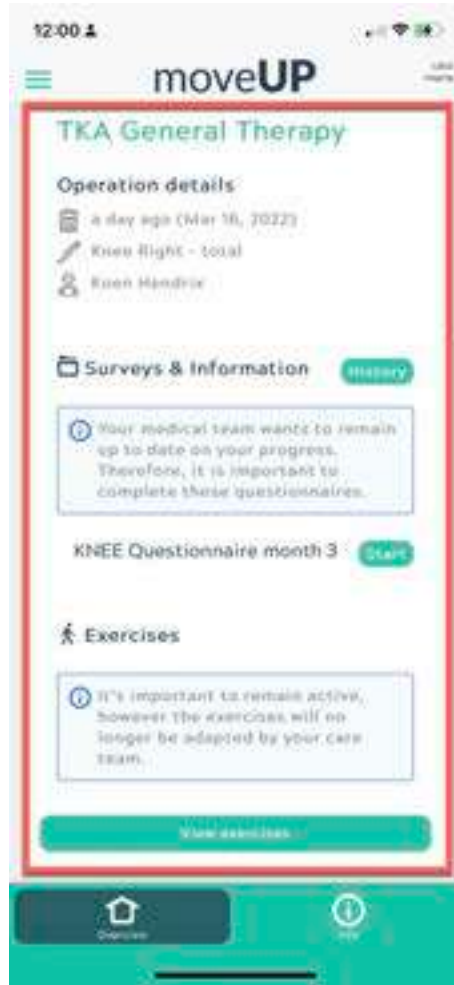 12:00
moveUP
TKA General Therapy
Operation details
a day ago (Mar 16, 2022)
Knee Right - total
Koen Hendrix
Surveys & Information
History
Your medical team wants to remain
up to date on your progress.
Therefore, it is important to
complete these questionnaires.
KNEE Questionnaire month 3
Start
Exercises
It's important to remain active,
however the exercises will no
longer be adapted by your care
team.
View exercises
Overview